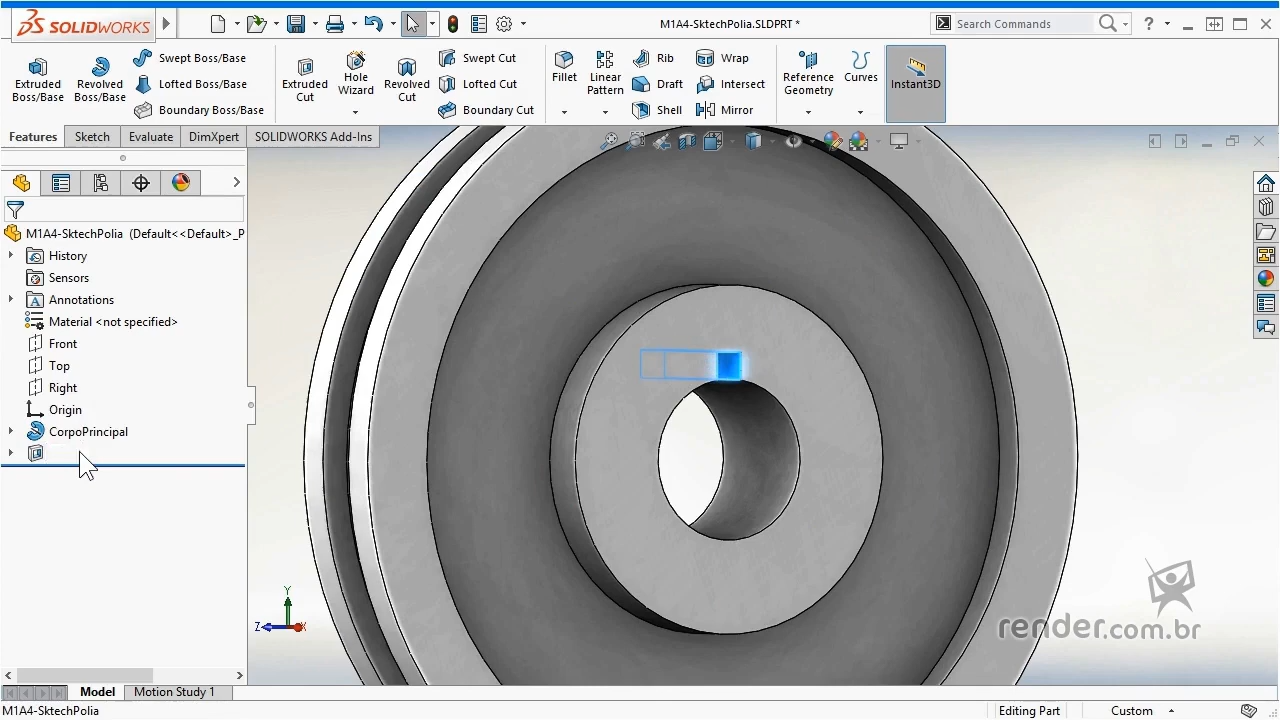 SOLIDWORKS
M1A4-SktechPolia.SLDPRT *
Search Commands
?
Extruded Boss/Base
Revolved Boss/Base
Swept Boss/Base
Lofted Boss/Base
Boundary Boss/Base
Extruded Cut
Hole Wizard
Revolved Cut
Swept Cut
Lofted Cut
Boundary Cut
Fillet
Linear Pattern
Rib
Draft
Shell
Wrap
Intersect
Mirror
Reference Geometry
Curves
Instant3D
Features
Sketch
Evaluate
DimXpert
SOLIDWORKS Add-Ins
M1A4-SktechPolia (Default<<Default>_P
History
Sensors
Annotations
Material <not specified>
Front
Top
Right
Origin
CorpoPrincipal
Y
Z
X
render.com.br
Model
Motion Study 1
M1A4-SktechPolia
Editing Part
Custom